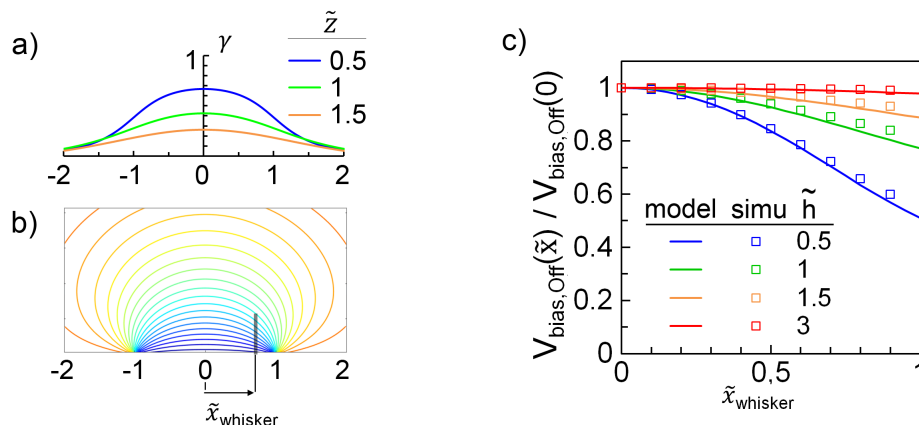 a)
γ
z̃
1
0.5
1
1.5
-2 -1 0 1 2
b)
-2 -1 0 1 2
x̃whisker
c)
Vbias,Off(x̃) / Vbias,Off(0)
1
0.8
0.6
0.4
0.2
0
model simu h̃
0.5
1
1.5
3
0 0,5 1
x̃whisker